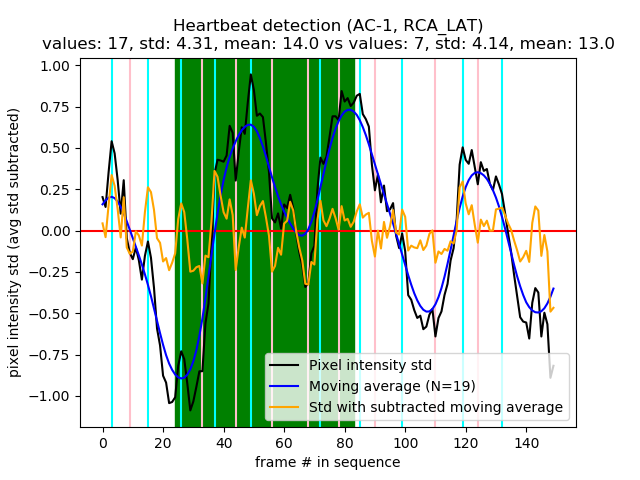 Heartbeat detection (AC-1, RCA_LAT)
values: 17, std: 4.31, mean: 14.0 vs values: 7, std: 4.14, mean: 13.0
pixel intensity std (avg std subtracted)
1.00
0.75
0.50
0.25
0.00
−0.25
−0.50
−0.75
−1.00
Pixel intensity std
Moving average (N=19)
Std with subtracted moving average
0 20 40 60 80 100 120 140
frame # in sequence